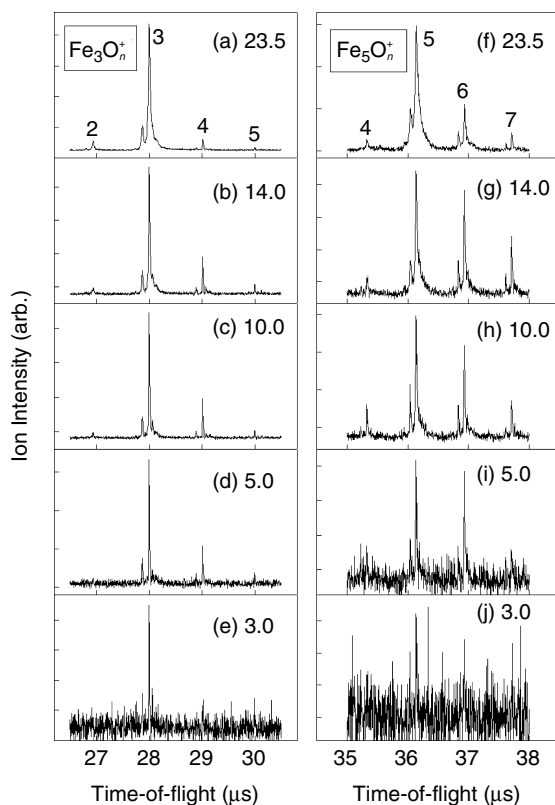 Ion Intensity (arb.)
Fe₃Oₙ⁺
2
3
4
5
(a) 23.5
(b) 14.0
(c) 10.0
(d) 5.0
(e) 3.0
27 28 29 30
Time-of-flight (μs)
Fe₅Oₙ⁺
4
5
6
7
(f) 23.5
(g) 14.0
(h) 10.0
(i) 5.0
(j) 3.0
35 36 37 38
Time-of-flight (μs)